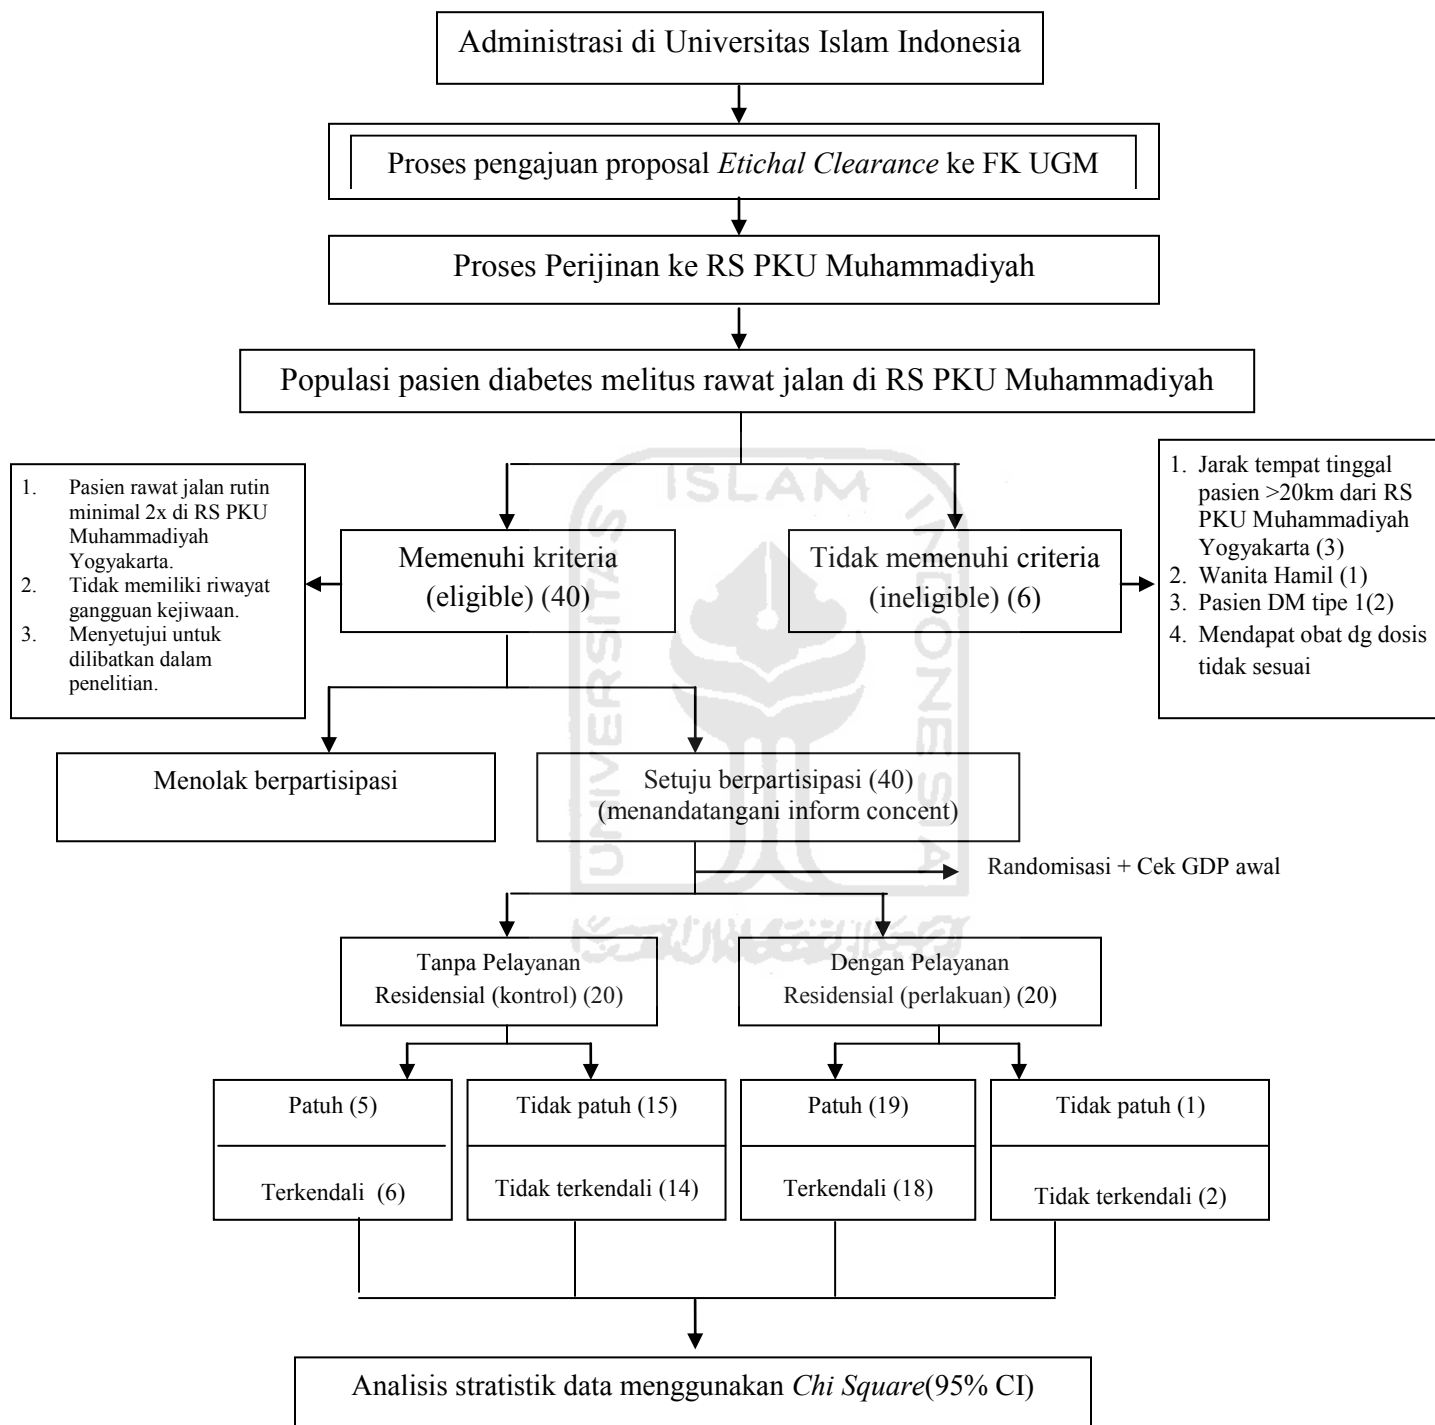 Administrasi di Universitas Islam Indonesia
Proses pengajuan proposal Etichal Clearance ke FK UGM
Proses Perijinan ke RS PKU Muhammadiyah
Populasi pasien diabetes melitus rawat jalan di RS PKU Muhammadiyah
1. Pasien rawat jalan rutin
minimal 2x di RS PKU
Muhammadiyah
Yogyakarta.
2. Tidak memiliki riwayat
gangguan kejiwaan.
3. Menyetujui untuk
dilibatkan dalam
penelitian.
Memenuhi kriteria
(eligible) (40)
Tidak memenuhi criteria
(ineligible) (6)
1. Jarak tempat tinggal
pasien >20km dari RS
PKU Muhammadiyah
Yogyakarta (3)
2. Wanita Hamil (1)
3. Pasien DM tipe 1(2)
4. Mendapat obat dg dosis
tidak sesuai
Menolak berpartisipasi
Setuju berpartisipasi (40)
(menandatangani inform concent)
Randomisasi + Cek GDP awal
Tanpa Pelayanan
Residensial (kontrol) (20)
Dengan Pelayanan
Residensial (perlakuan) (20)
Patuh (5)
Terkendali (6)
Tidak patuh (15)
Tidak terkendali (14)
Patuh (19)
Terkendali (18)
Tidak patuh (1)
Tidak terkendali (2)
Analisis stratistik data menggunakan Chi Square(95% CI)
UNIVERSITAS
ISLAM
INDONESIA